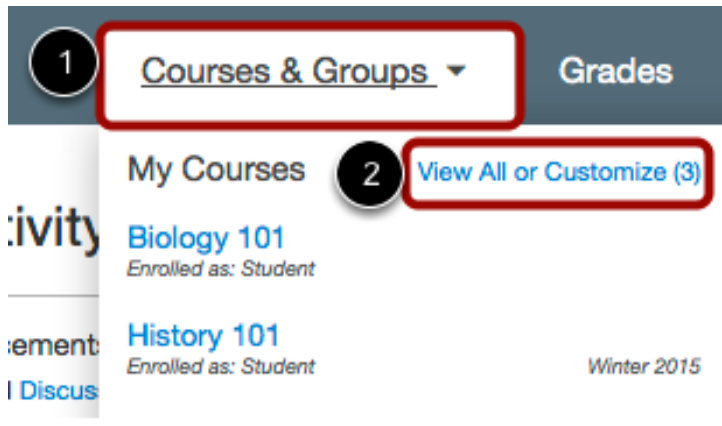 1 Courses & Groups Grades
My Courses 2 View All or Customize (3)
Biology 101
Enrolled as: Student
History 101
Enrolled as: Student Winter 2015
Discus